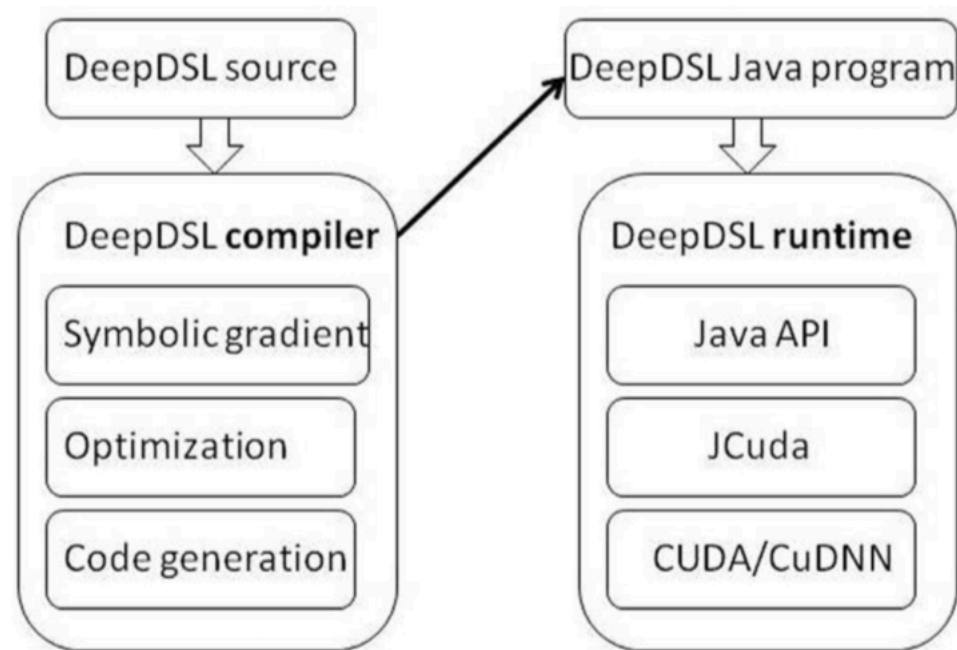 DeepDSL source
DeepDSL compiler
Symbolic gradient
Optimization
Code generation
DeepDSL Java program
DeepDSL runtime
Java API
JCuda
CUDA/CuDNN